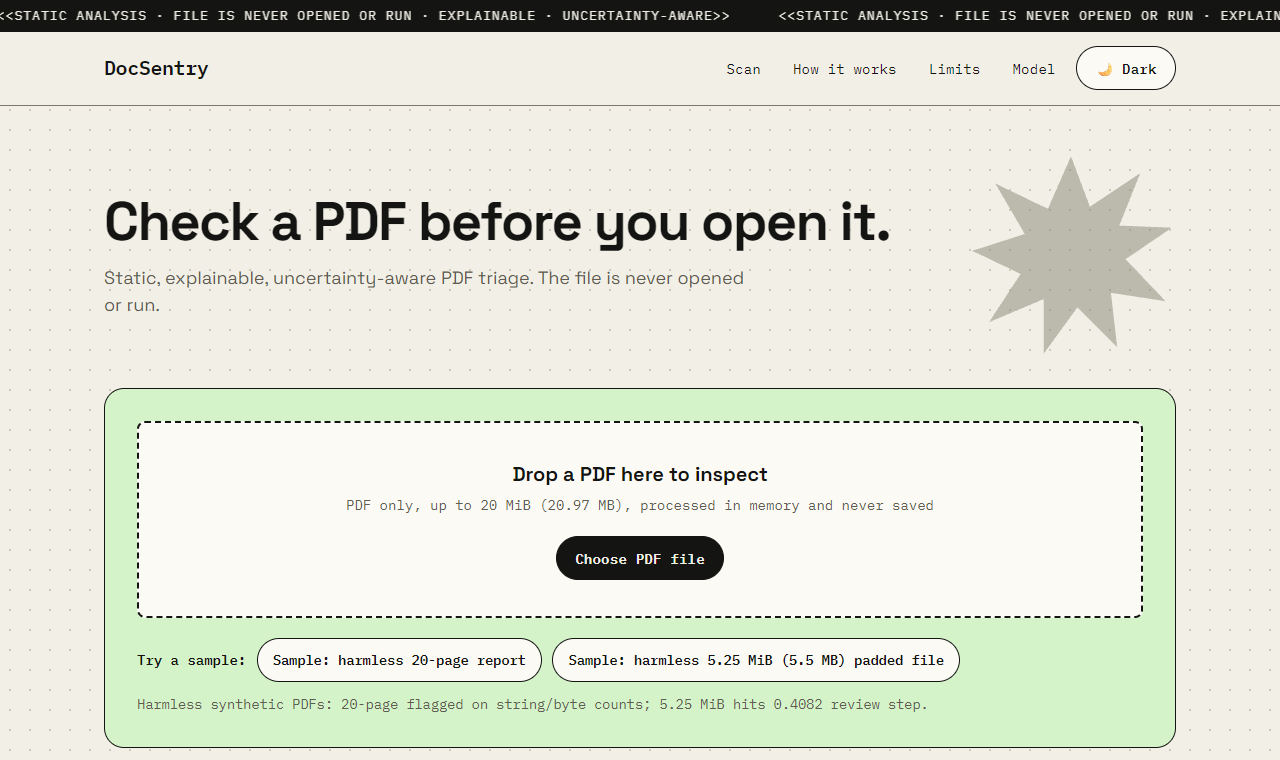 <<STATIC ANALYSIS · FILE IS NEVER OPENED OR RUN · EXPLAINABLE · UNCERTAINTY-AWARE>> <<STATIC ANALYSIS · FILE IS NEVER OPENED OR RUN ·
DocSentry
Scan How it works Limits Model 🌙 Dark
Check a PDF before you open it.
Static, explainable, uncertainty-aware PDF triage. The file is never opened
or run.
Drop a PDF here to inspect
PDF only, up to 20 MiB (20.97 MB), processed in memory and never saved
Choose PDF file
Try a sample: Sample: harmless 20-page report Sample: harmless 5.25 MiB (5.5 MB) padded file
Harmless synthetic PDFs: 20-page flagged on string/byte counts; 5.25 MiB hits 0.4082 review step.